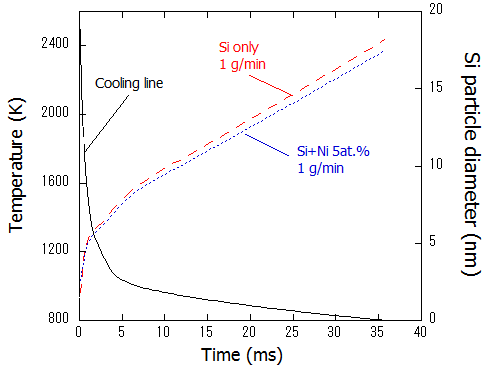 2400
2000
1600
1200
800
Temperature (K)
Cooling line
Si only
1 g/min
Si+Ni 5at.%
1 g/min
20
15
10
5
0
Si particle diameter (nm)
0
5
10
15
20
25
30
35
40
Time (ms)